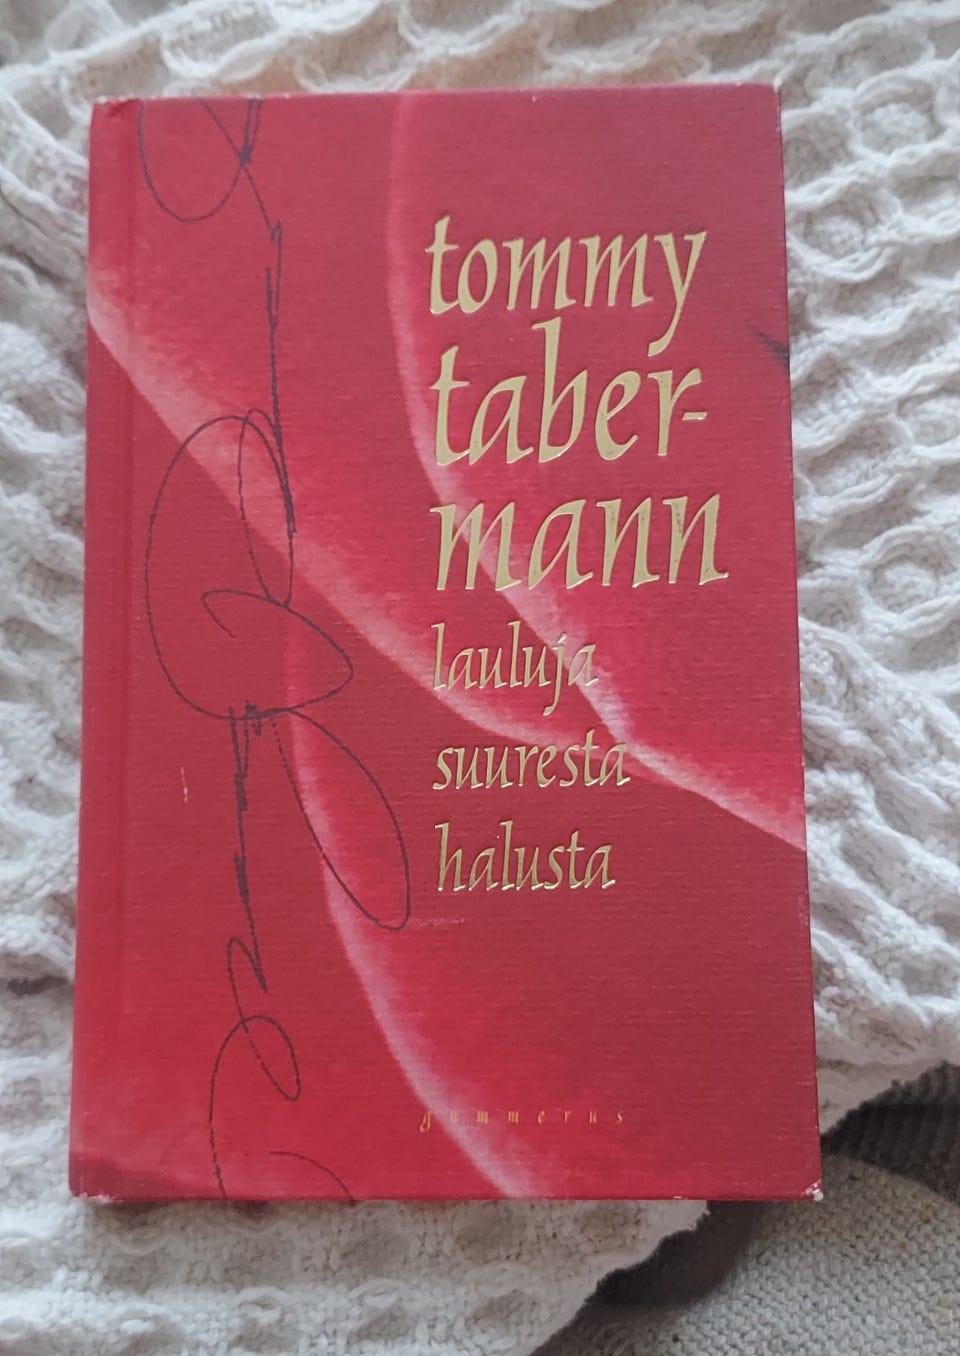 tommy
taber-
mann
lauluja
suuresta
halusta
gummerus